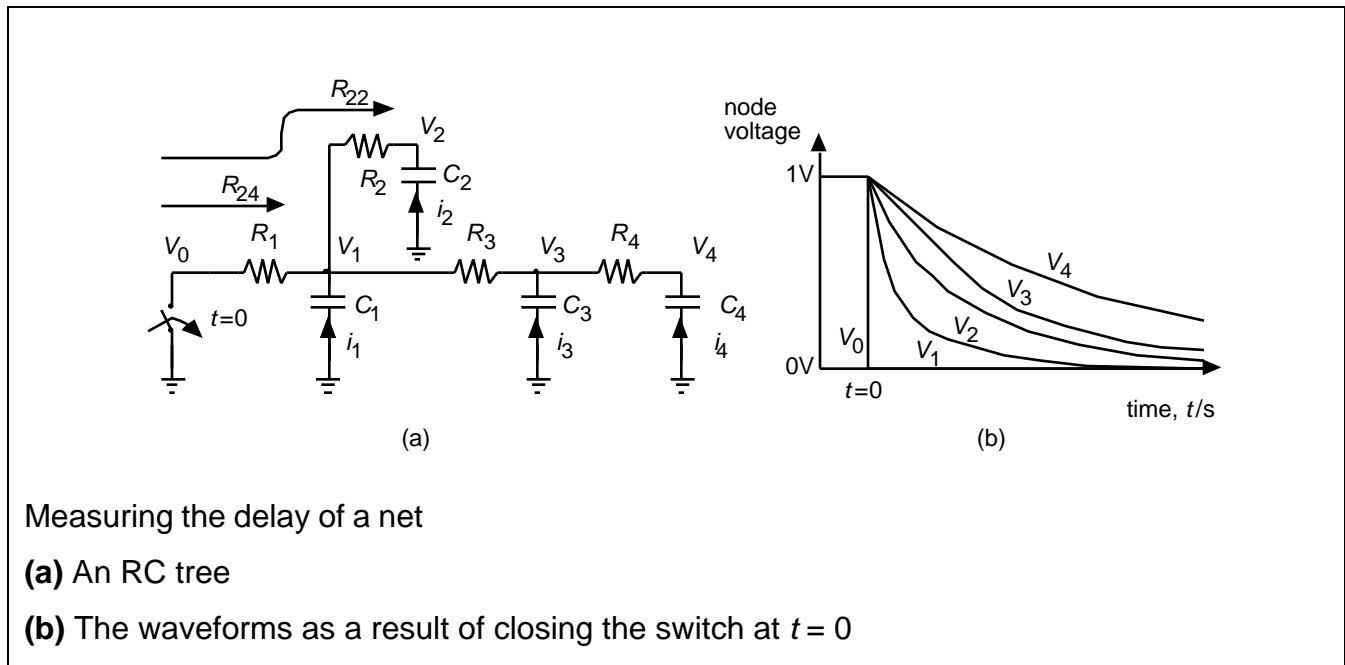 R22
V2
R2
C2
i2
R24
V0
R1
V1
R3
V3
R4
V4
t=0
C1
C3
C4
i1
i3
i4
(a)
node
voltage
1V
V4
V3
V2
V0
V1
0V
t=0
time, t/s
(b)
Measuring the delay of a net
(a) An RC tree
(b) The waveforms as a result of closing the switch at t = 0